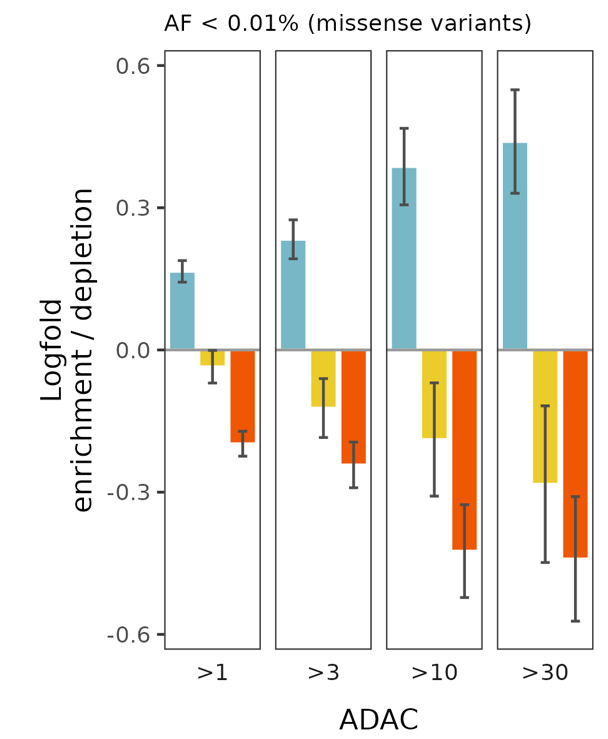 AF < 0.01% (missense variants)
Logfold
enrichment / depletion
0.6
0.3
0.0
-0.3
-0.6
>1
>3
>10
>30
ADAC